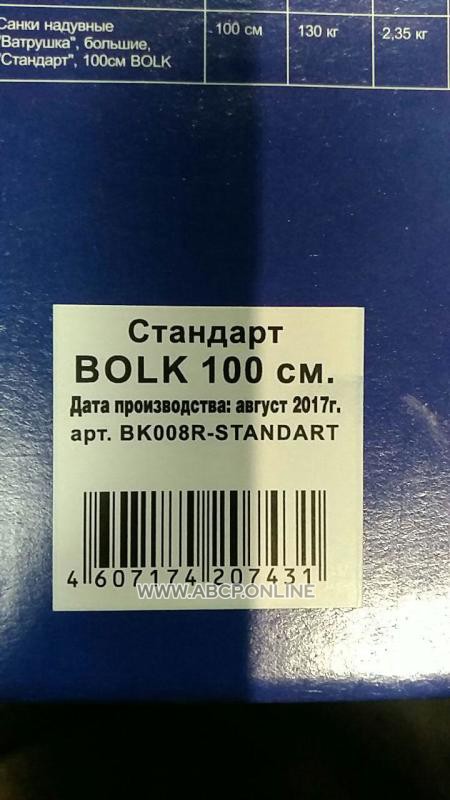 Санки надувные
"Ватрушка", большие,
"Стандарт", 100см BOLK
100 см
130 кг
2,35 кг
Стандарт
BOLK 100 см.
Дата производства: август 2017г.
арт. BK008R-STANDART
4 607174 207431
WWW.ABCP.ONLINE